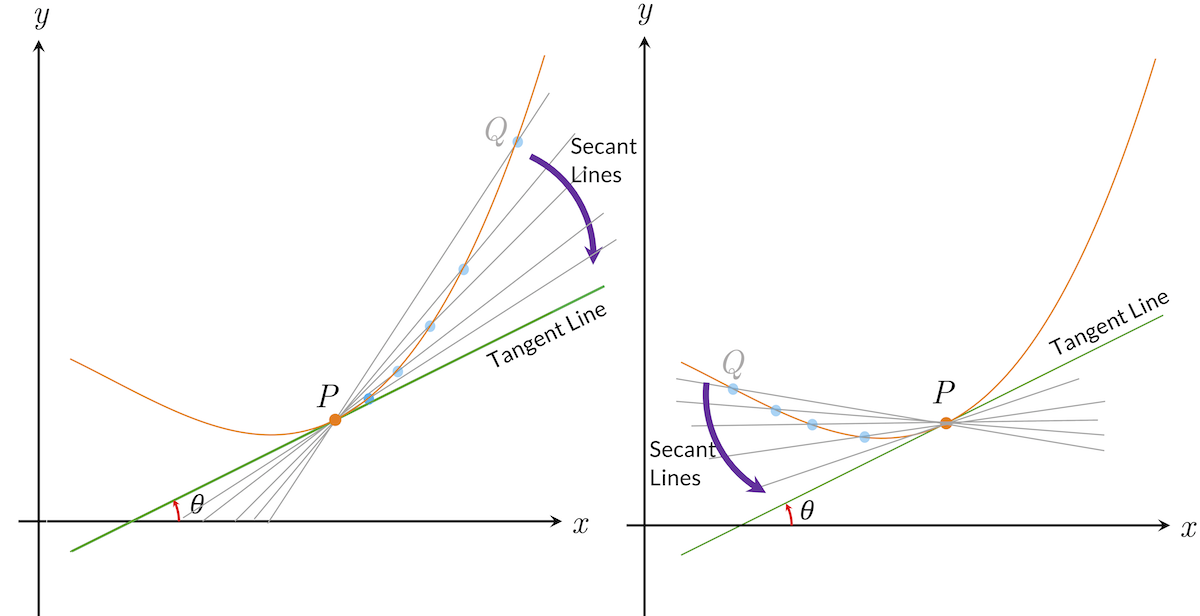 y
Q
Secant
Lines
Tangent Line
P
θ
x
y
Tangent Line
Q
P
Secant
Lines
θ
x